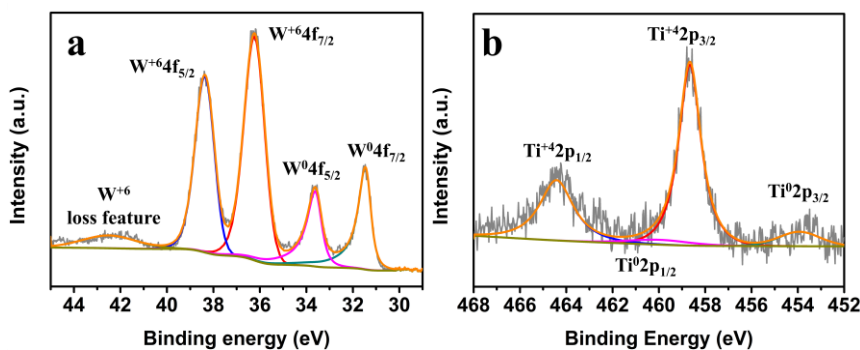 a
W⁺⁶4f₇/₂
W⁺⁶4f₅/₂
W⁰4f₇/₂
W⁰4f₅/₂
W⁺⁶
loss feature
Intensity (a.u.)
44 42 40 38 36 34 32 30
Binding energy (eV)
b
Ti⁺⁴2p₃/₂
Ti⁺⁴2p₁/₂
Ti⁰2p₃/₂
Ti⁰2p₁/₂
Intensity (a.u.)
468 466 464 462 460 458 456 454 452
Binding Energy (eV)